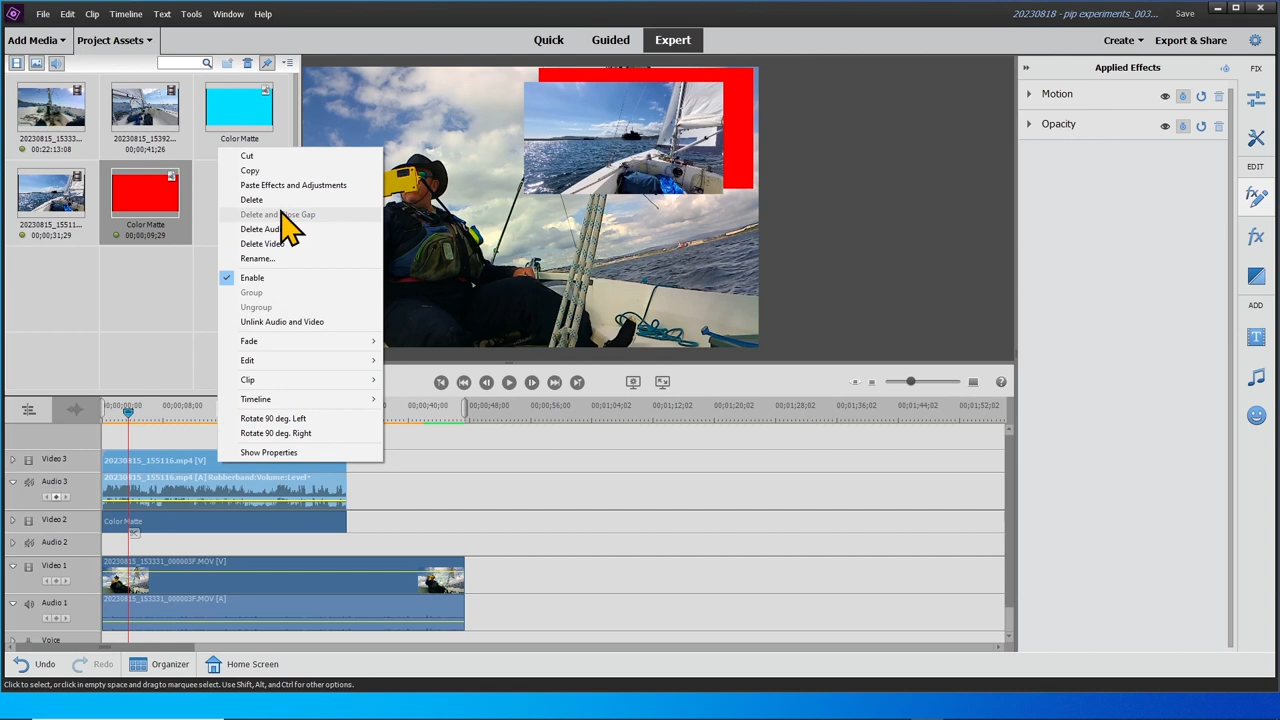 File Edit Clip Timeline Text Tools Window Help 20230818 - pip experiments_003... Save
Add Media Project Assets Quick Guided Expert Create Export & Share
Applied Effects FIX
Motion
Opacity
20230815_15333... 20230815_15392... Color Matte
00:22:13:08 00;00;41;26
EDIT
20230815_15511... Color Matte
00;00;31;29 00;00;09;29
ADD
Cut
Copy
Paste Effects and Adjustments
Delete
Delete and Close Gap
Delete Audio
Delete Video
Rename...
Enable
Group
Ungroup
Unlink Audio and Video
Fade
Edit
Clip
Timeline
Rotate 90 deg. Left
Rotate 90 deg. Right
Show Properties
00;00;00;00 00;00;08;00 00;00;40;00 00;00;48;00 00;00;56;00 00;01;04;02 00;01;12;02 00;01;20;02 00;01;28;02 00;01;36;02 00;01;44;02 00;01;52;02
Video 3 20230815_155116.mp4 [V]
Audio 3 20230815_155116.mp4 [A] Rubberband:Volume:Level
Video 2 Color Matte
Audio 2
Video 1 20230815_153331_000003F.MOV [V]
Audio 1 20230815_153331_000003F.MOV [A]
Voice
Undo Redo Organizer Home Screen
Click to select, or click in empty space and drag to marquee select. Use Shift, Alt, and Ctrl for other options.